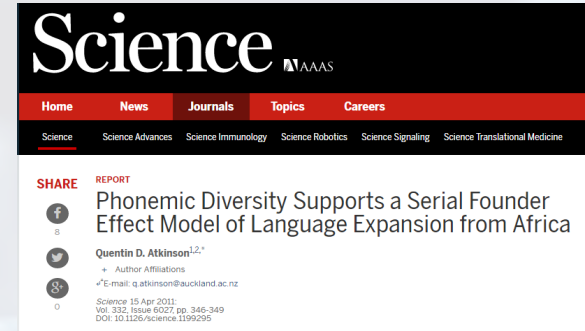 Science AAAS
Home News Journals Topics Careers
Science Science Advances Science Immunology Science Robotics Science Signaling Science Translational Medicine
SHARE
f
8
8+
0
REPORT
Phonemic Diversity Supports a Serial Founder
Effect Model of Language Expansion from Africa
Quentin D. Atkinson1,2,*
+ Author Affiliations
↵*E-mail: q.atkinson@auckland.ac.nz
Science 15 Apr 2011:
Vol. 332, Issue 6027, pp. 346-349
DOI: 10.1126/science.1199295